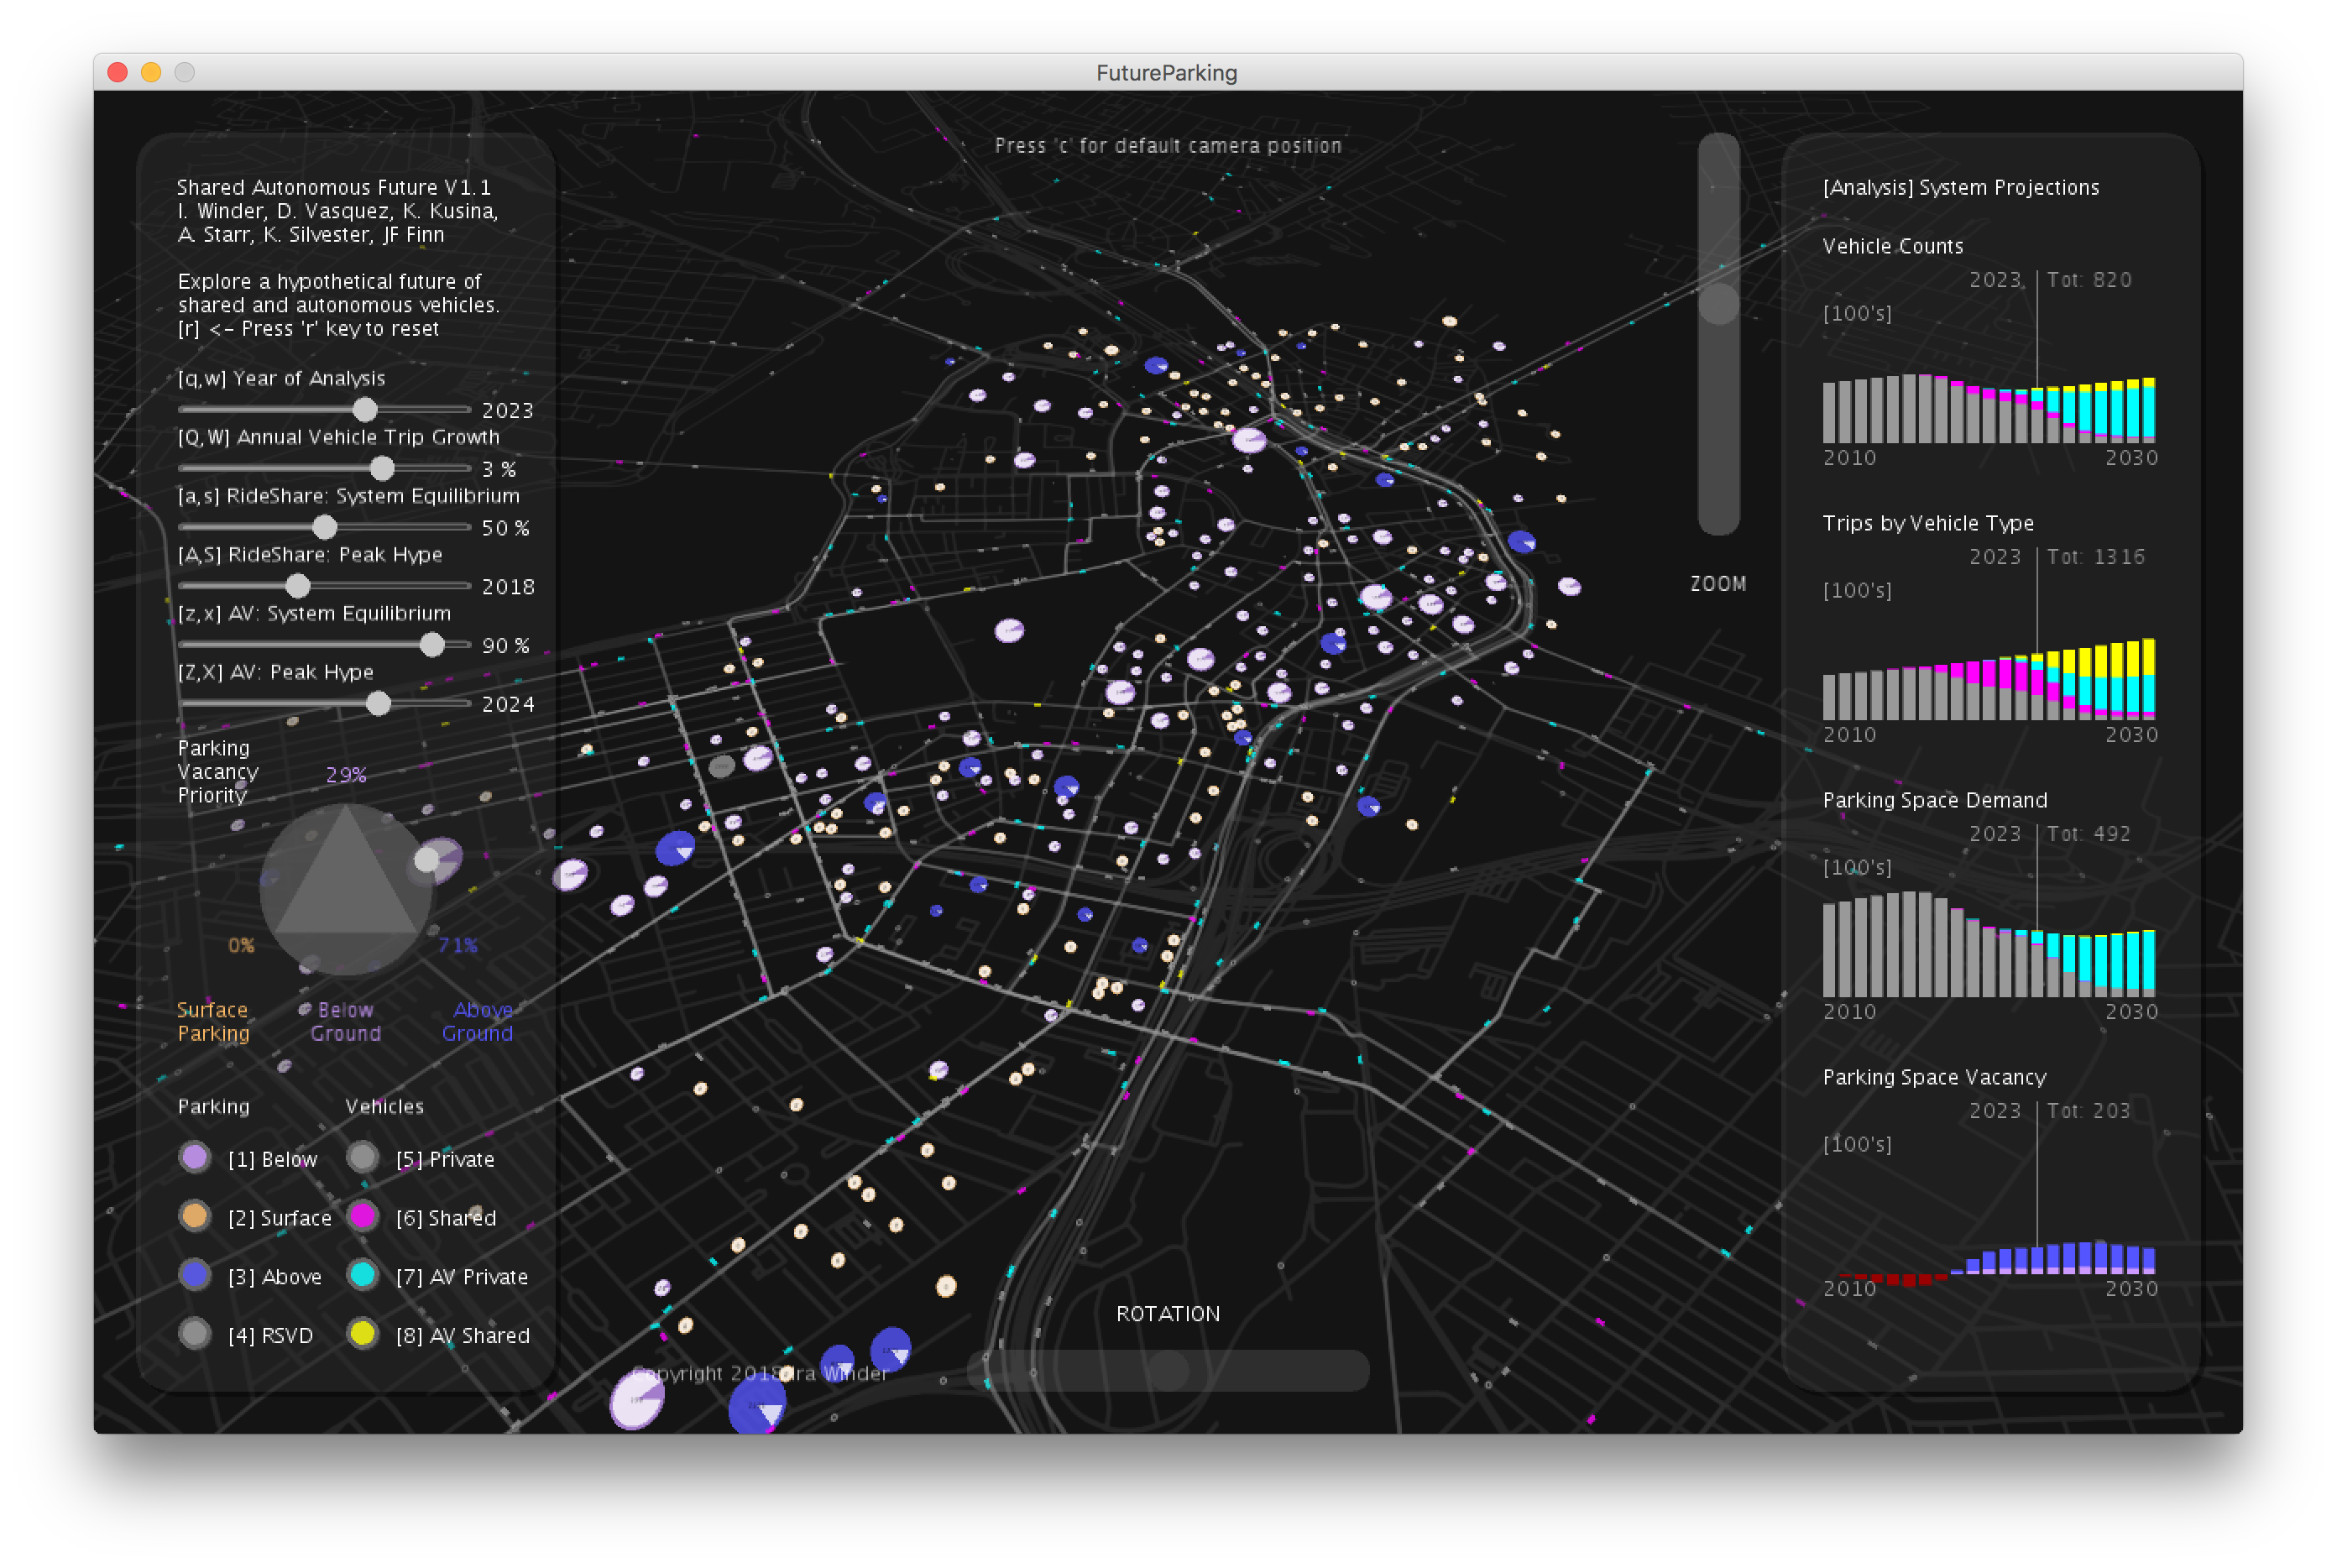 FutureParking
Press 'c' for default camera position
Shared Autonomous Future V1.1
I. Winder, D. Vasquez, K. Kusina,
A. Starr, K. Silvester, JF Finn
Explore a hypothetical future of
shared and autonomous vehicles.
[r] <- Press 'r' key to reset
[q,w] Year of Analysis
2023
[Q,W] Annual Vehicle Trip Growth
3 %
[a,s] RideShare: System Equilibrium
50 %
[A,S] RideShare: Peak Hype
2018
[z,x] AV: System Equilibrium
90 %
[Z,X] AV: Peak Hype
2024
Parking
Vacancy
Priority
29%
0%
71%
Surface
Parking
Below
Ground
Above
Ground
Parking
Vehicles
[1] Below
[5] Private
[2] Surface
[6] Shared
[3] Above
[7] AV Private
[4] RSVD
[8] AV Shared
Copyright 2018 Ira Winder
ROTATION
ZOOM
[Analysis] System Projections
Vehicle Counts
2023 Tot: 820
[100's]
2010 2030
Trips by Vehicle Type
2023 Tot: 1316
[100's]
2010 2030
Parking Space Demand
2023 Tot: 492
[100's]
2010 2030
Parking Space Vacancy
2023 Tot: 203
[100's]
2010 2030